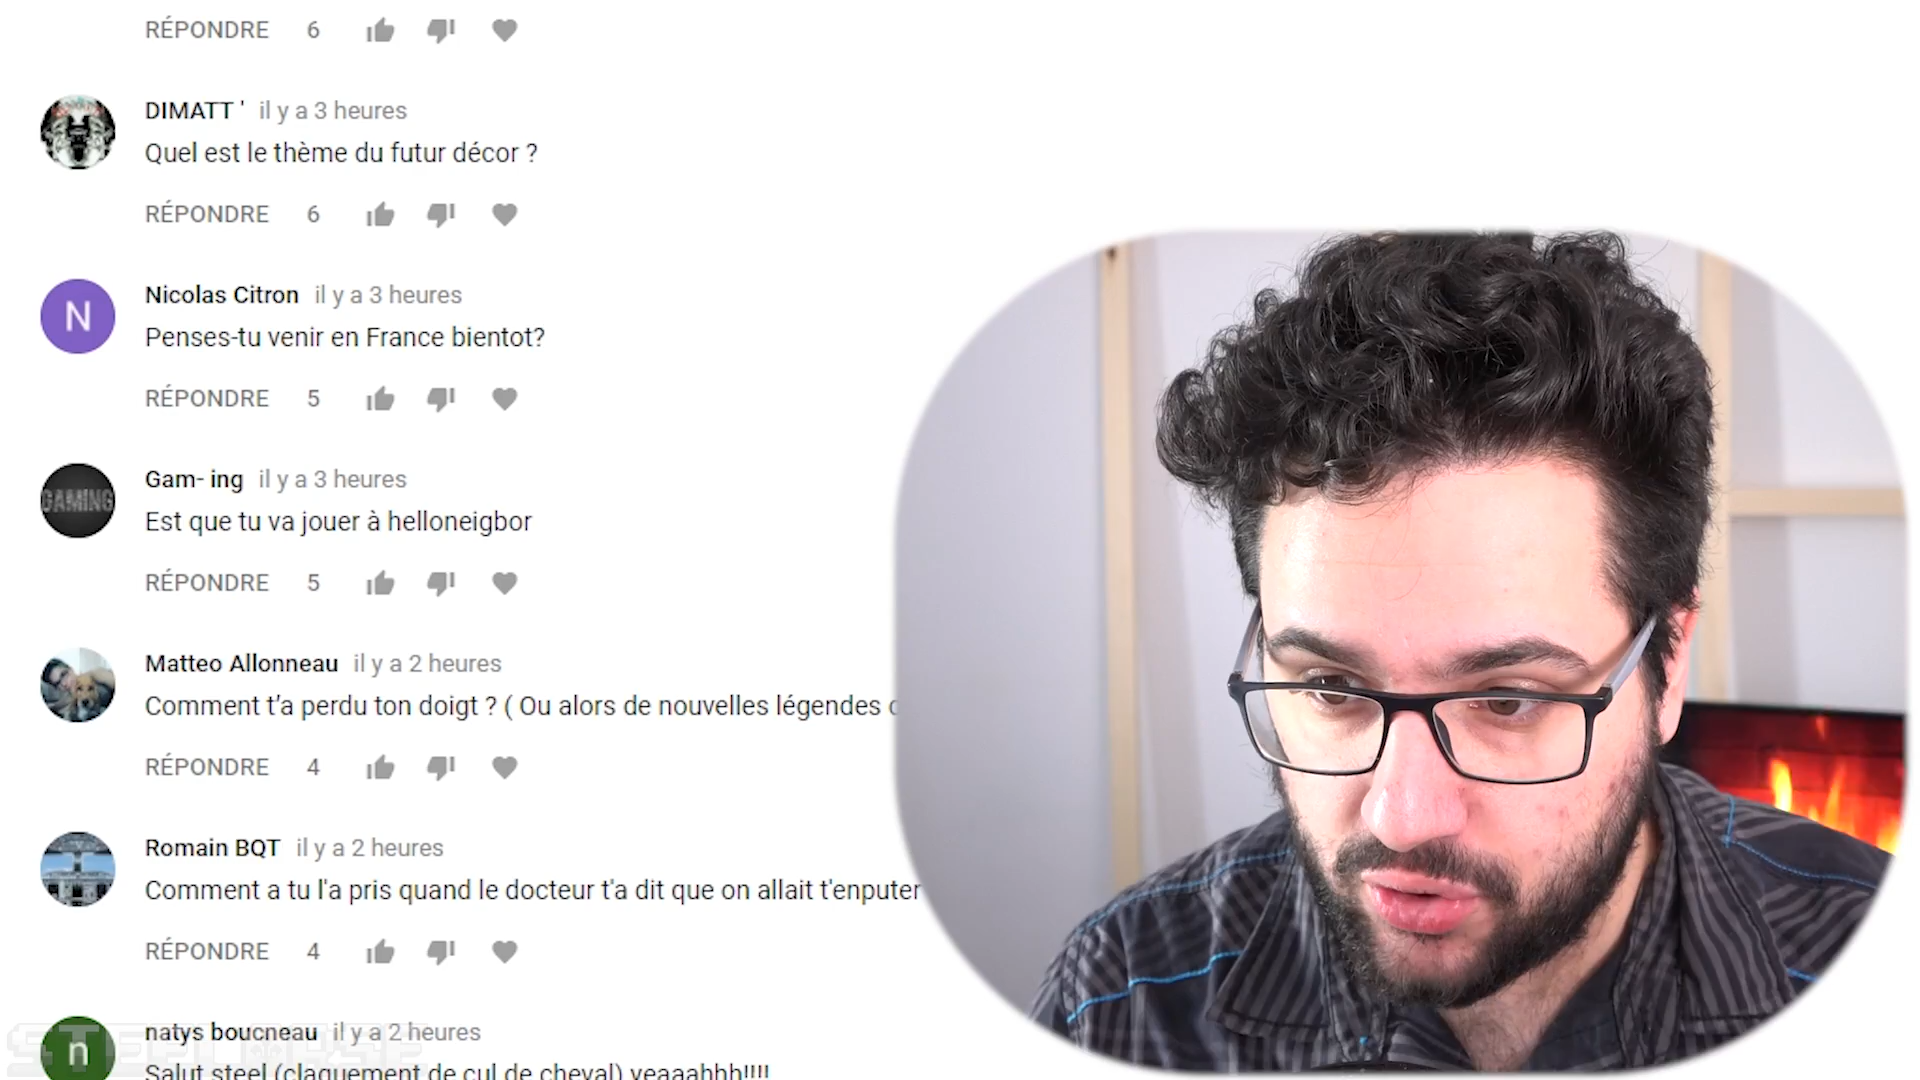 RÉPONDRE 6
DIMATT ' il y a 3 heures
Quel est le thème du futur décor ?
RÉPONDRE 6
N
Nicolas Citron il y a 3 heures
Penses-tu venir en France bientot?
RÉPONDRE 5
GAMING
Gam- ing il y a 3 heures
Est que tu va jouer à helloneigbor
RÉPONDRE 5
Matteo Allonneau il y a 2 heures
Comment t’a perdu ton doigt ? ( Ou alors de nouvelles légendes
RÉPONDRE 4
Romain BQT il y a 2 heures
Comment a tu l'a pris quand le docteur t'a dit que on allait t'enputer
RÉPONDRE 4
n
natys boucneau il y a 2 heures
Salut steel (claquement de cul de cheval) yeaaahhh!!!!